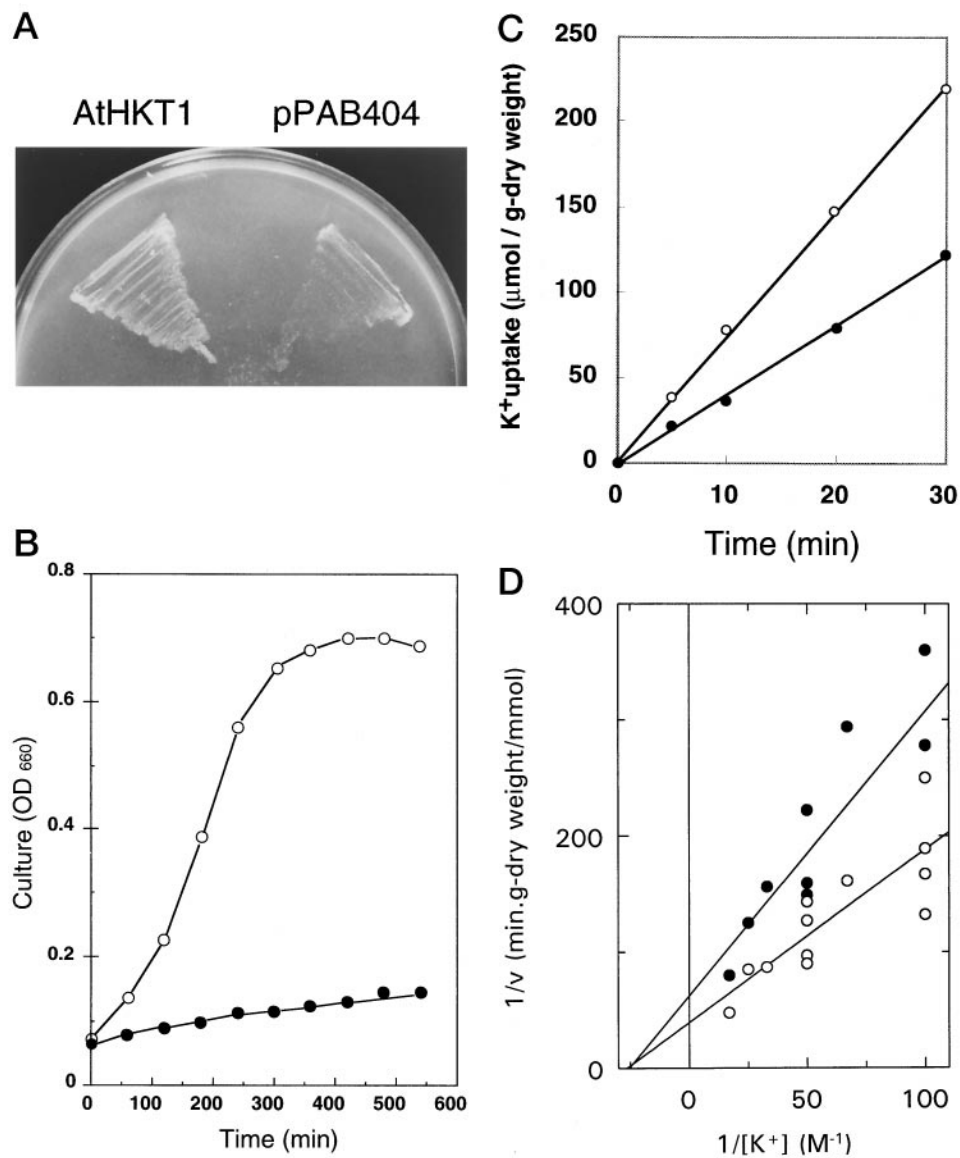 A
AtHKT1 pPAB404
B
Culture (OD 660)
0.8
0.6
0.4
0.2
0
0 100 200 300 400 500 600
Time (min)
C
K+uptake (μmol / g-dry weight)
250
200
150
100
50
0
0 10 20 30
Time (min)
D
1/v (min.g-dry weight/mmol)
400
200
0
0 50 100
1/[K+] (M-1)